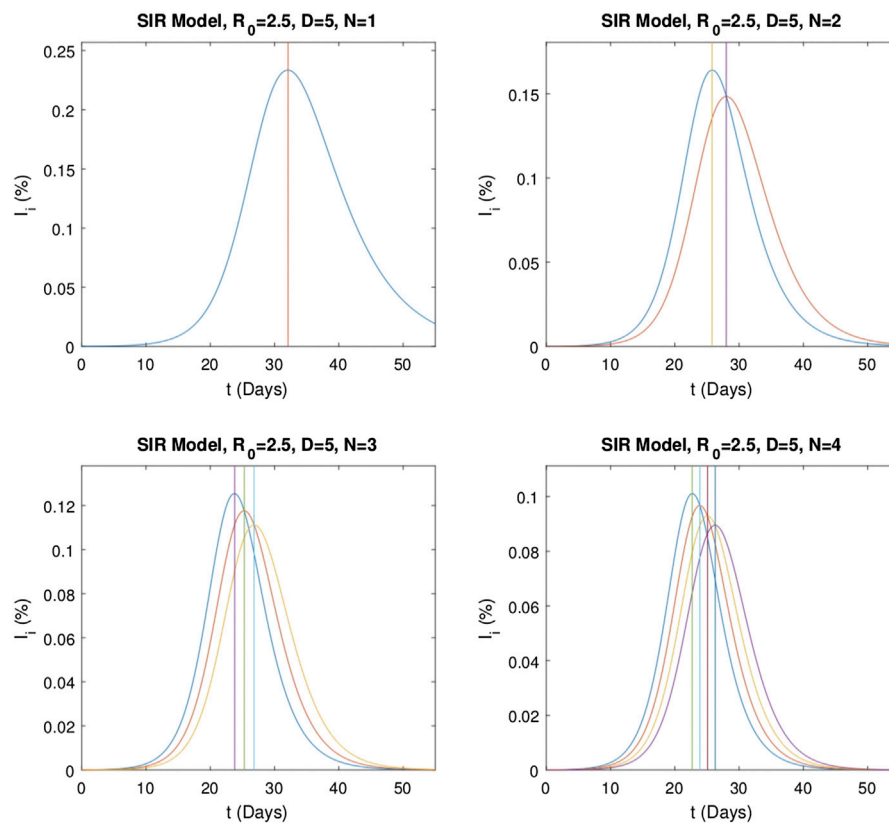 SIR Model, R0=2.5, D=5, N=1
0.25
0.2
0.15
0.1
0.05
0
Ii (%)
0 10 20 30 40 50
t (Days)
SIR Model, R0=2.5, D=5, N=2
0.15
0.1
0.05
0
Ii (%)
0 10 20 30 40 50
t (Days)
SIR Model, R0=2.5, D=5, N=3
0.12
0.1
0.08
0.06
0.04
0.02
0
Ii (%)
0 10 20 30 40 50
t (Days)
SIR Model, R0=2.5, D=5, N=4
0.1
0.08
0.06
0.04
0.02
0
Ii (%)
0 10 20 30 40 50
t (Days)